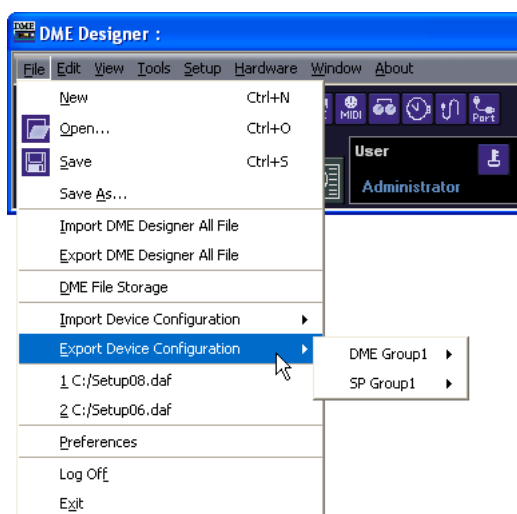 DME DME Designer :
File Edit View Tools Setup Hardware Window About
New Ctrl+N
Open... Ctrl+O
Save Ctrl+S
Save As...
MIDI Port
User
Administrator
Import DME Designer All File
Export DME Designer All File
DME File Storage
Import Device Configuration
Export Device Configuration
DME Group1
SP Group1
1 C:/Setup08.daf
2 C:/Setup06.daf
Preferences
Log Off
Exit